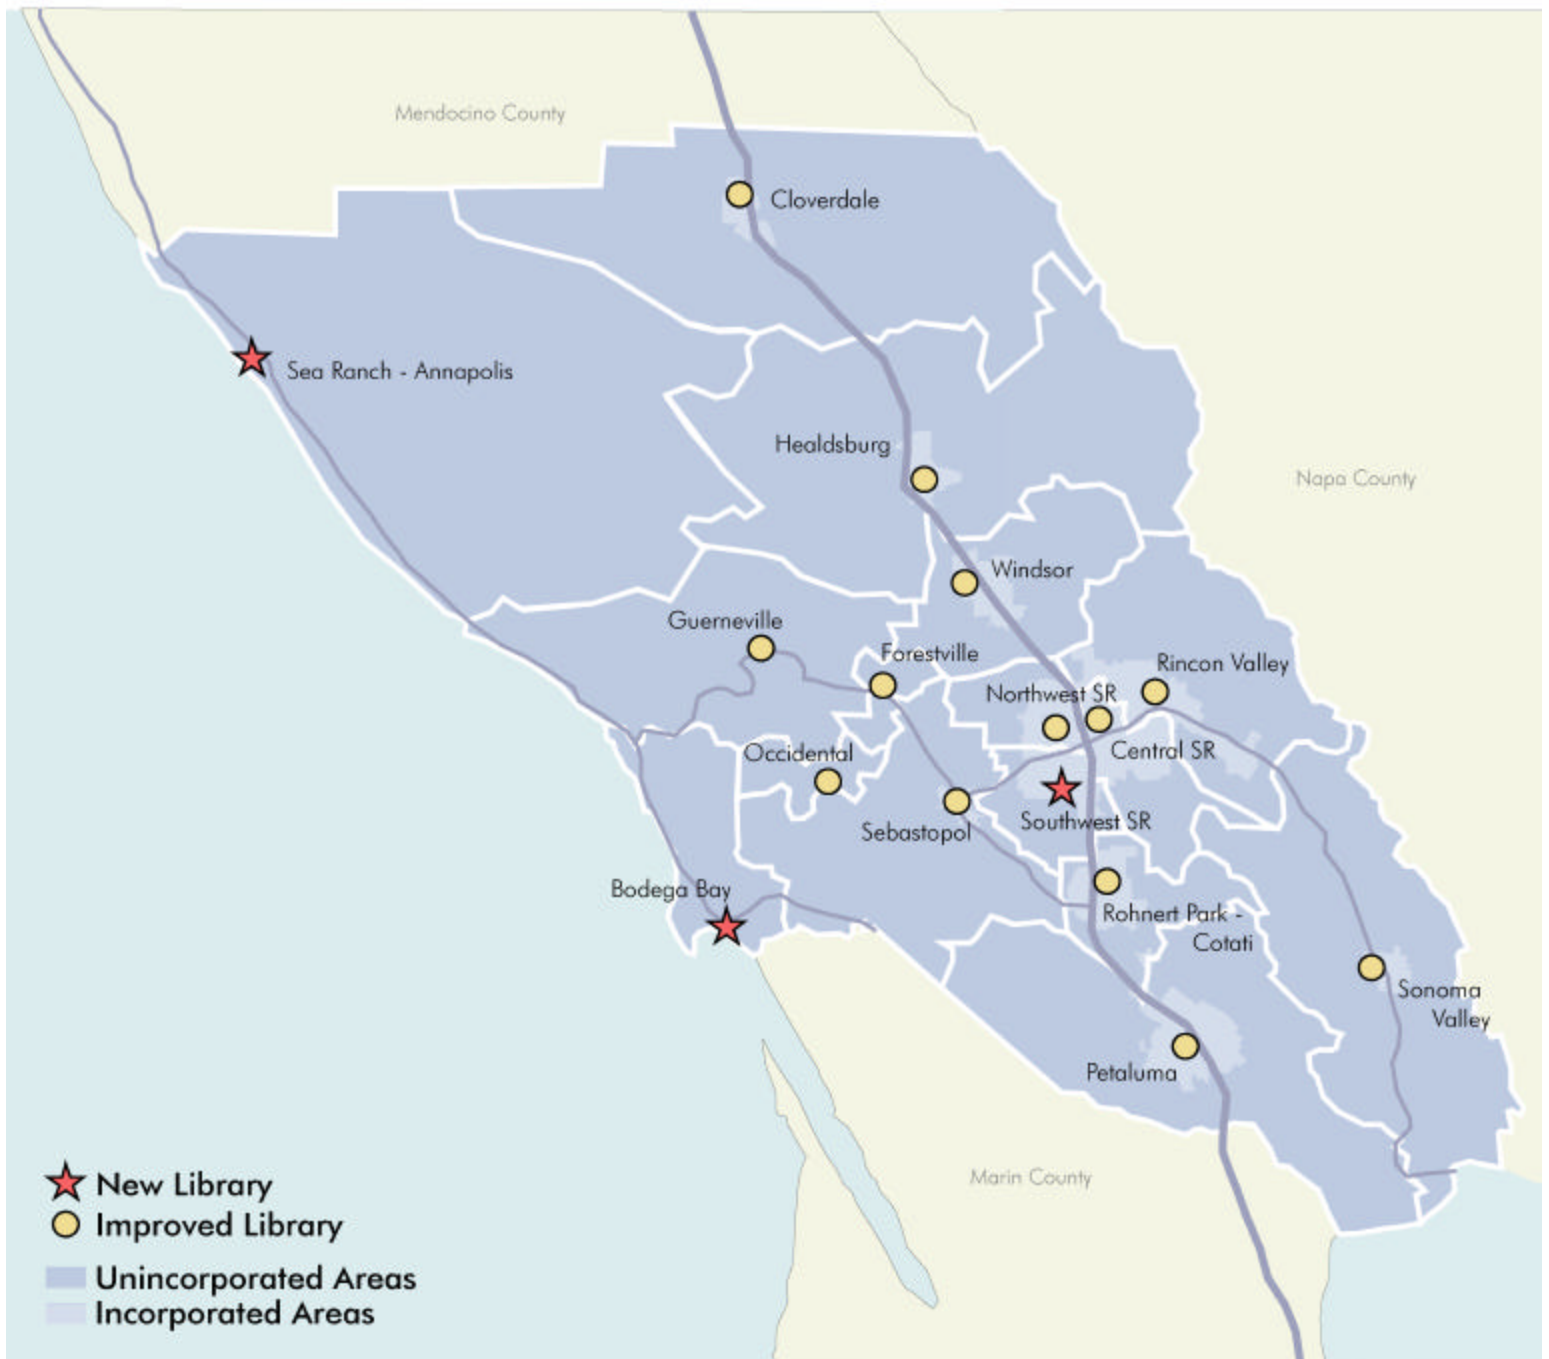 Mendocino County
Cloverdale
Sea Ranch - Annapolis
Healdsburg
Napa County
Windsor
Guerneville
Forestville
Rincon Valley
Northwest SR
Occidental
Central SR
Southwest SR
Sebastopol
Bodega Bay
Rohnert Park -
Cotati
Sonoma
Valley
Petaluma
Marin County
New Library
Improved Library
Unincorporated Areas
Incorporated Areas